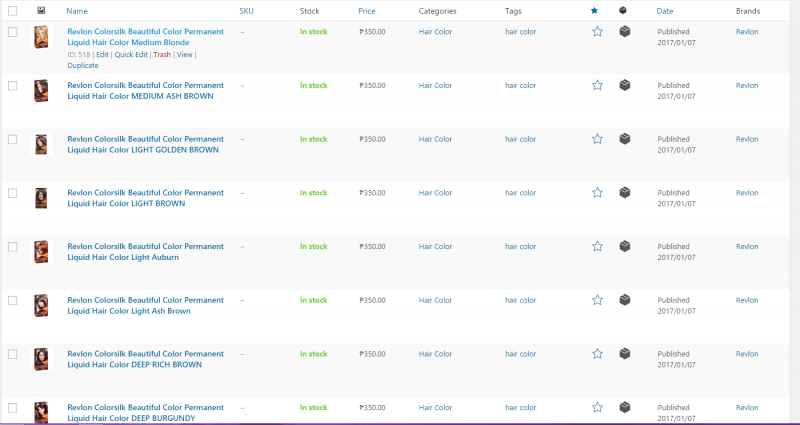 Name SKU Stock Price Categories Tags Date Brands
Revlon Colorsilk Beautiful Color Permanent – In stock ₱350.00 Hair Color hair color Published Revlon
Liquid Hair Color Medium Blonde 2017/01/07
ID: 518 | Edit | Quick Edit | Trash | View |
Duplicate
Revlon Colorsilk Beautiful Color Permanent – In stock ₱350.00 Hair Color hair color Published Revlon
Liquid Hair Color MEDIUM ASH BROWN 2017/01/07
Revlon Colorsilk Beautiful Color Permanent – In stock ₱350.00 Hair Color hair color Published Revlon
Liquid Hair Color LIGHT GOLDEN BROWN 2017/01/07
Revlon Colorsilk Beautiful Color Permanent – In stock ₱350.00 Hair Color hair color Published Revlon
Liquid Hair Color LIGHT BROWN 2017/01/07
Revlon Colorsilk Beautiful Color Permanent – In stock ₱350.00 Hair Color hair color Published Revlon
Liquid Hair Color Light Auburn 2017/01/07
Revlon Colorsilk Beautiful Color Permanent – In stock ₱350.00 Hair Color hair color Published Revlon
Liquid Hair Color Light Ash Brown 2017/01/07
Revlon Colorsilk Beautiful Color Permanent – In stock ₱350.00 Hair Color hair color Published Revlon
Liquid Hair Color DEEP RICH BROWN 2017/01/07
Revlon Colorsilk Beautiful Color Permanent – In stock ₱350.00 Hair Color hair color Published Revlon
Liquid Hair Color DEEP BURGUNDY 2017/01/07